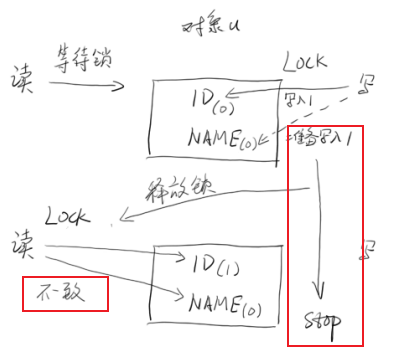 对象u
等待锁
LOCK
读
写
ID(0)
写入1
NAME(0)
准备写入1
释放锁
LOCK
读
写
ID(1)
不一致
NAME(0)
stop